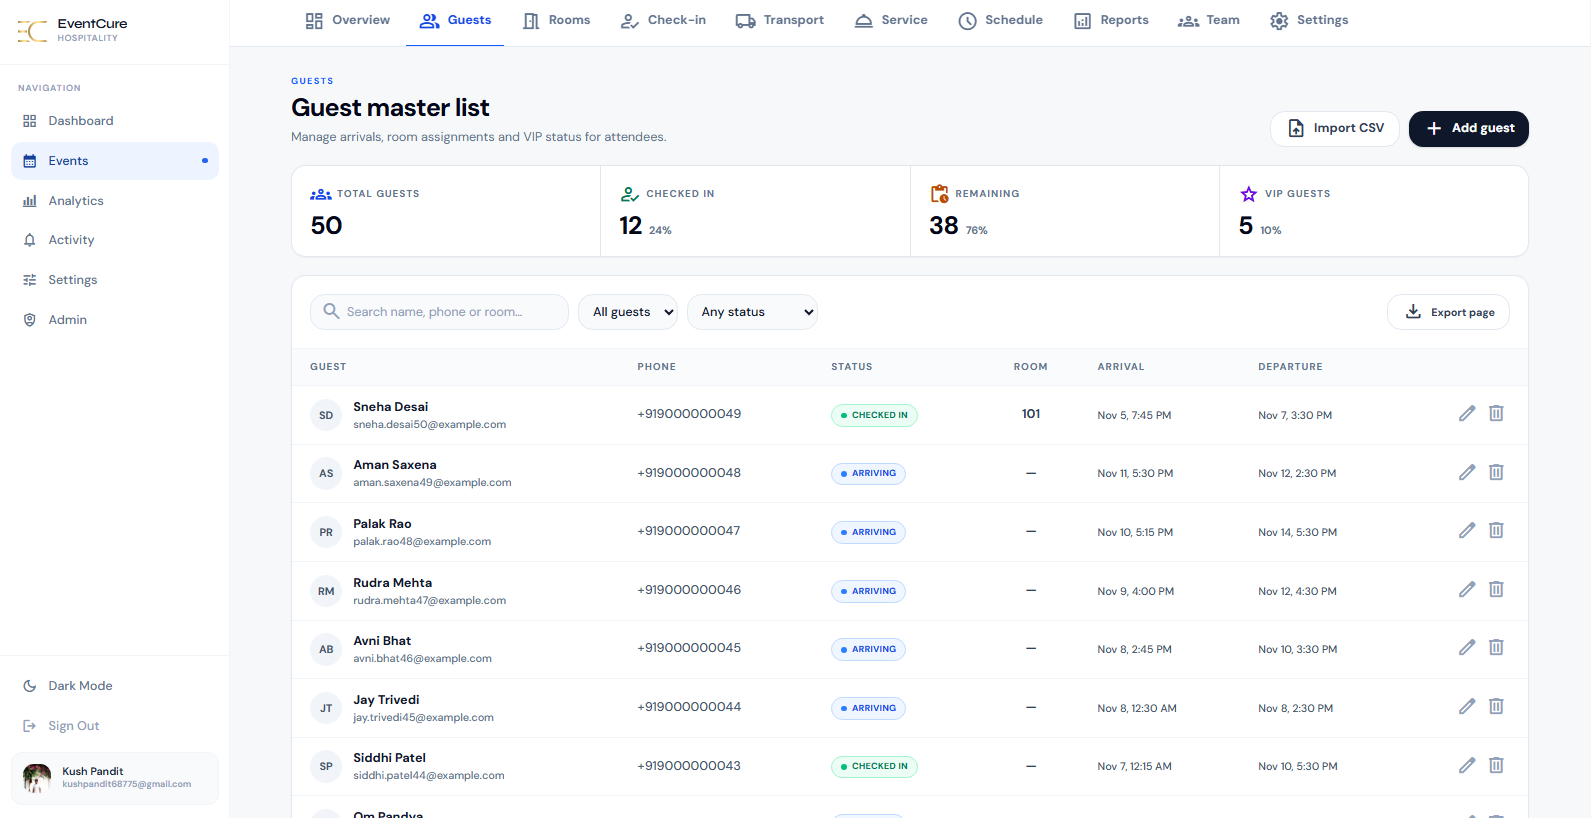 EventCure
HOSPITALITY
NAVIGATION
Dashboard
Events
Analytics
Activity
Settings
Admin
Dark Mode
Sign Out
Kush Pandit
kushpandit68775@gmail.com
Overview Guests Rooms Check-in Transport Service Schedule Reports Team Settings
GUESTS
Guest master list
Manage arrivals, room assignments and VIP status for attendees.
Import CSV Add guest
TOTAL GUESTS
50
CHECKED IN
12 24%
REMAINING
38 76%
VIP GUESTS
5 10%
Search name, phone or room... All guests Any status Export page
GUEST PHONE STATUS ROOM ARRIVAL DEPARTURE
SD Sneha Desai +919000000049 CHECKED IN 101 Nov 5, 7:45 PM Nov 7, 3:30 PM
sneha.desai50@example.com
AS Aman Saxena +919000000048 ARRIVING — Nov 11, 5:30 PM Nov 12, 2:30 PM
aman.saxena49@example.com
PR Palak Rao +919000000047 ARRIVING — Nov 10, 5:15 PM Nov 14, 5:30 PM
palak.rao48@example.com
RM Rudra Mehta +919000000046 ARRIVING — Nov 9, 4:00 PM Nov 12, 4:30 PM
rudra.mehta47@example.com
AB Avni Bhat +919000000045 ARRIVING — Nov 8, 2:45 PM Nov 10, 3:30 PM
avni.bhat46@example.com
JT Jay Trivedi +919000000044 ARRIVING — Nov 8, 12:30 AM Nov 8, 2:30 PM
jay.trivedi45@example.com
SP Siddhi Patel +919000000043 CHECKED IN — Nov 7, 12:15 AM Nov 10, 5:30 PM
siddhi.patel44@example.com
Om Pandya